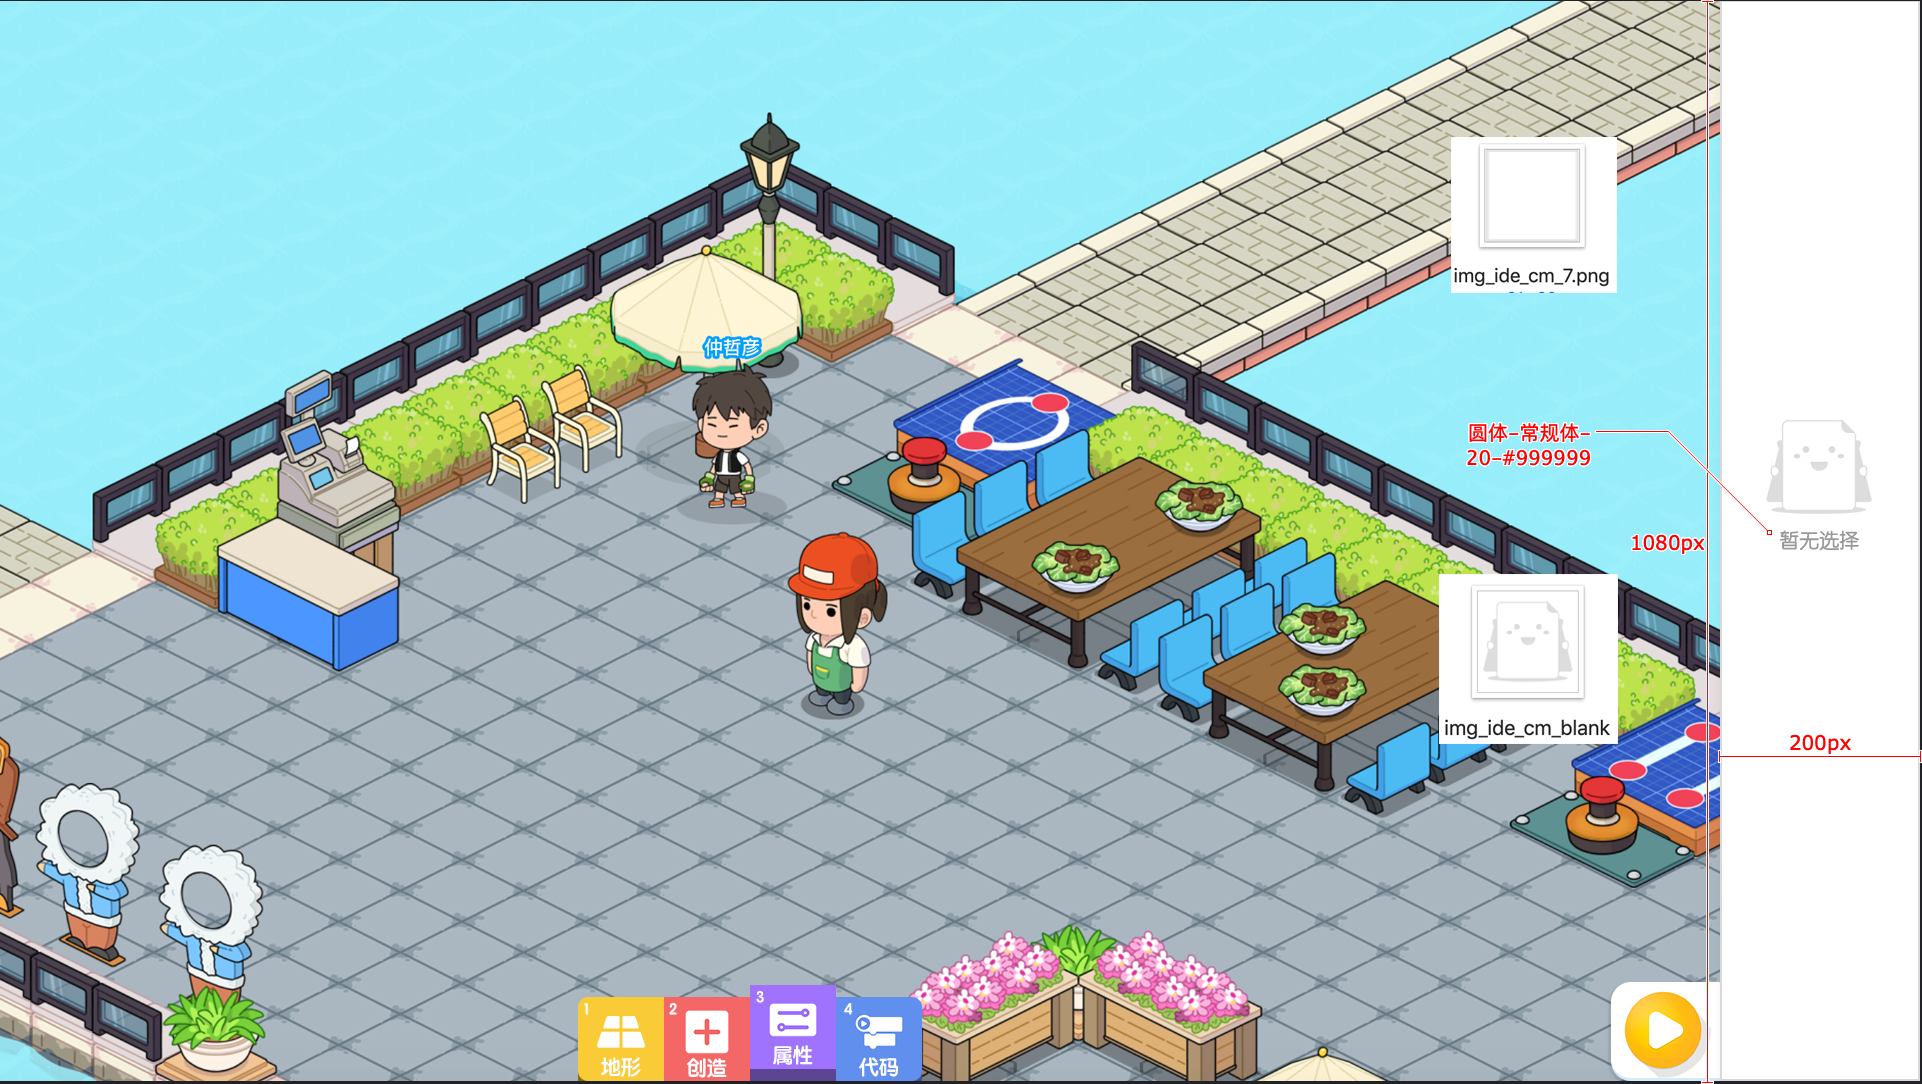 img_ide_cm_7.png
仲哲彦
圆体-常规体-
20-#999999
1080px
暂无选择
img_ide_cm_blank
200px
1
地形
2
创造
3
属性
4
代码